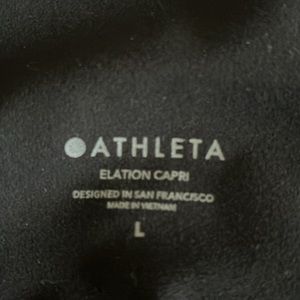 ATHLETA
ELATION CAPRI
DESIGNED IN SAN FRANCISCO
MADE IN VIETNAM
L